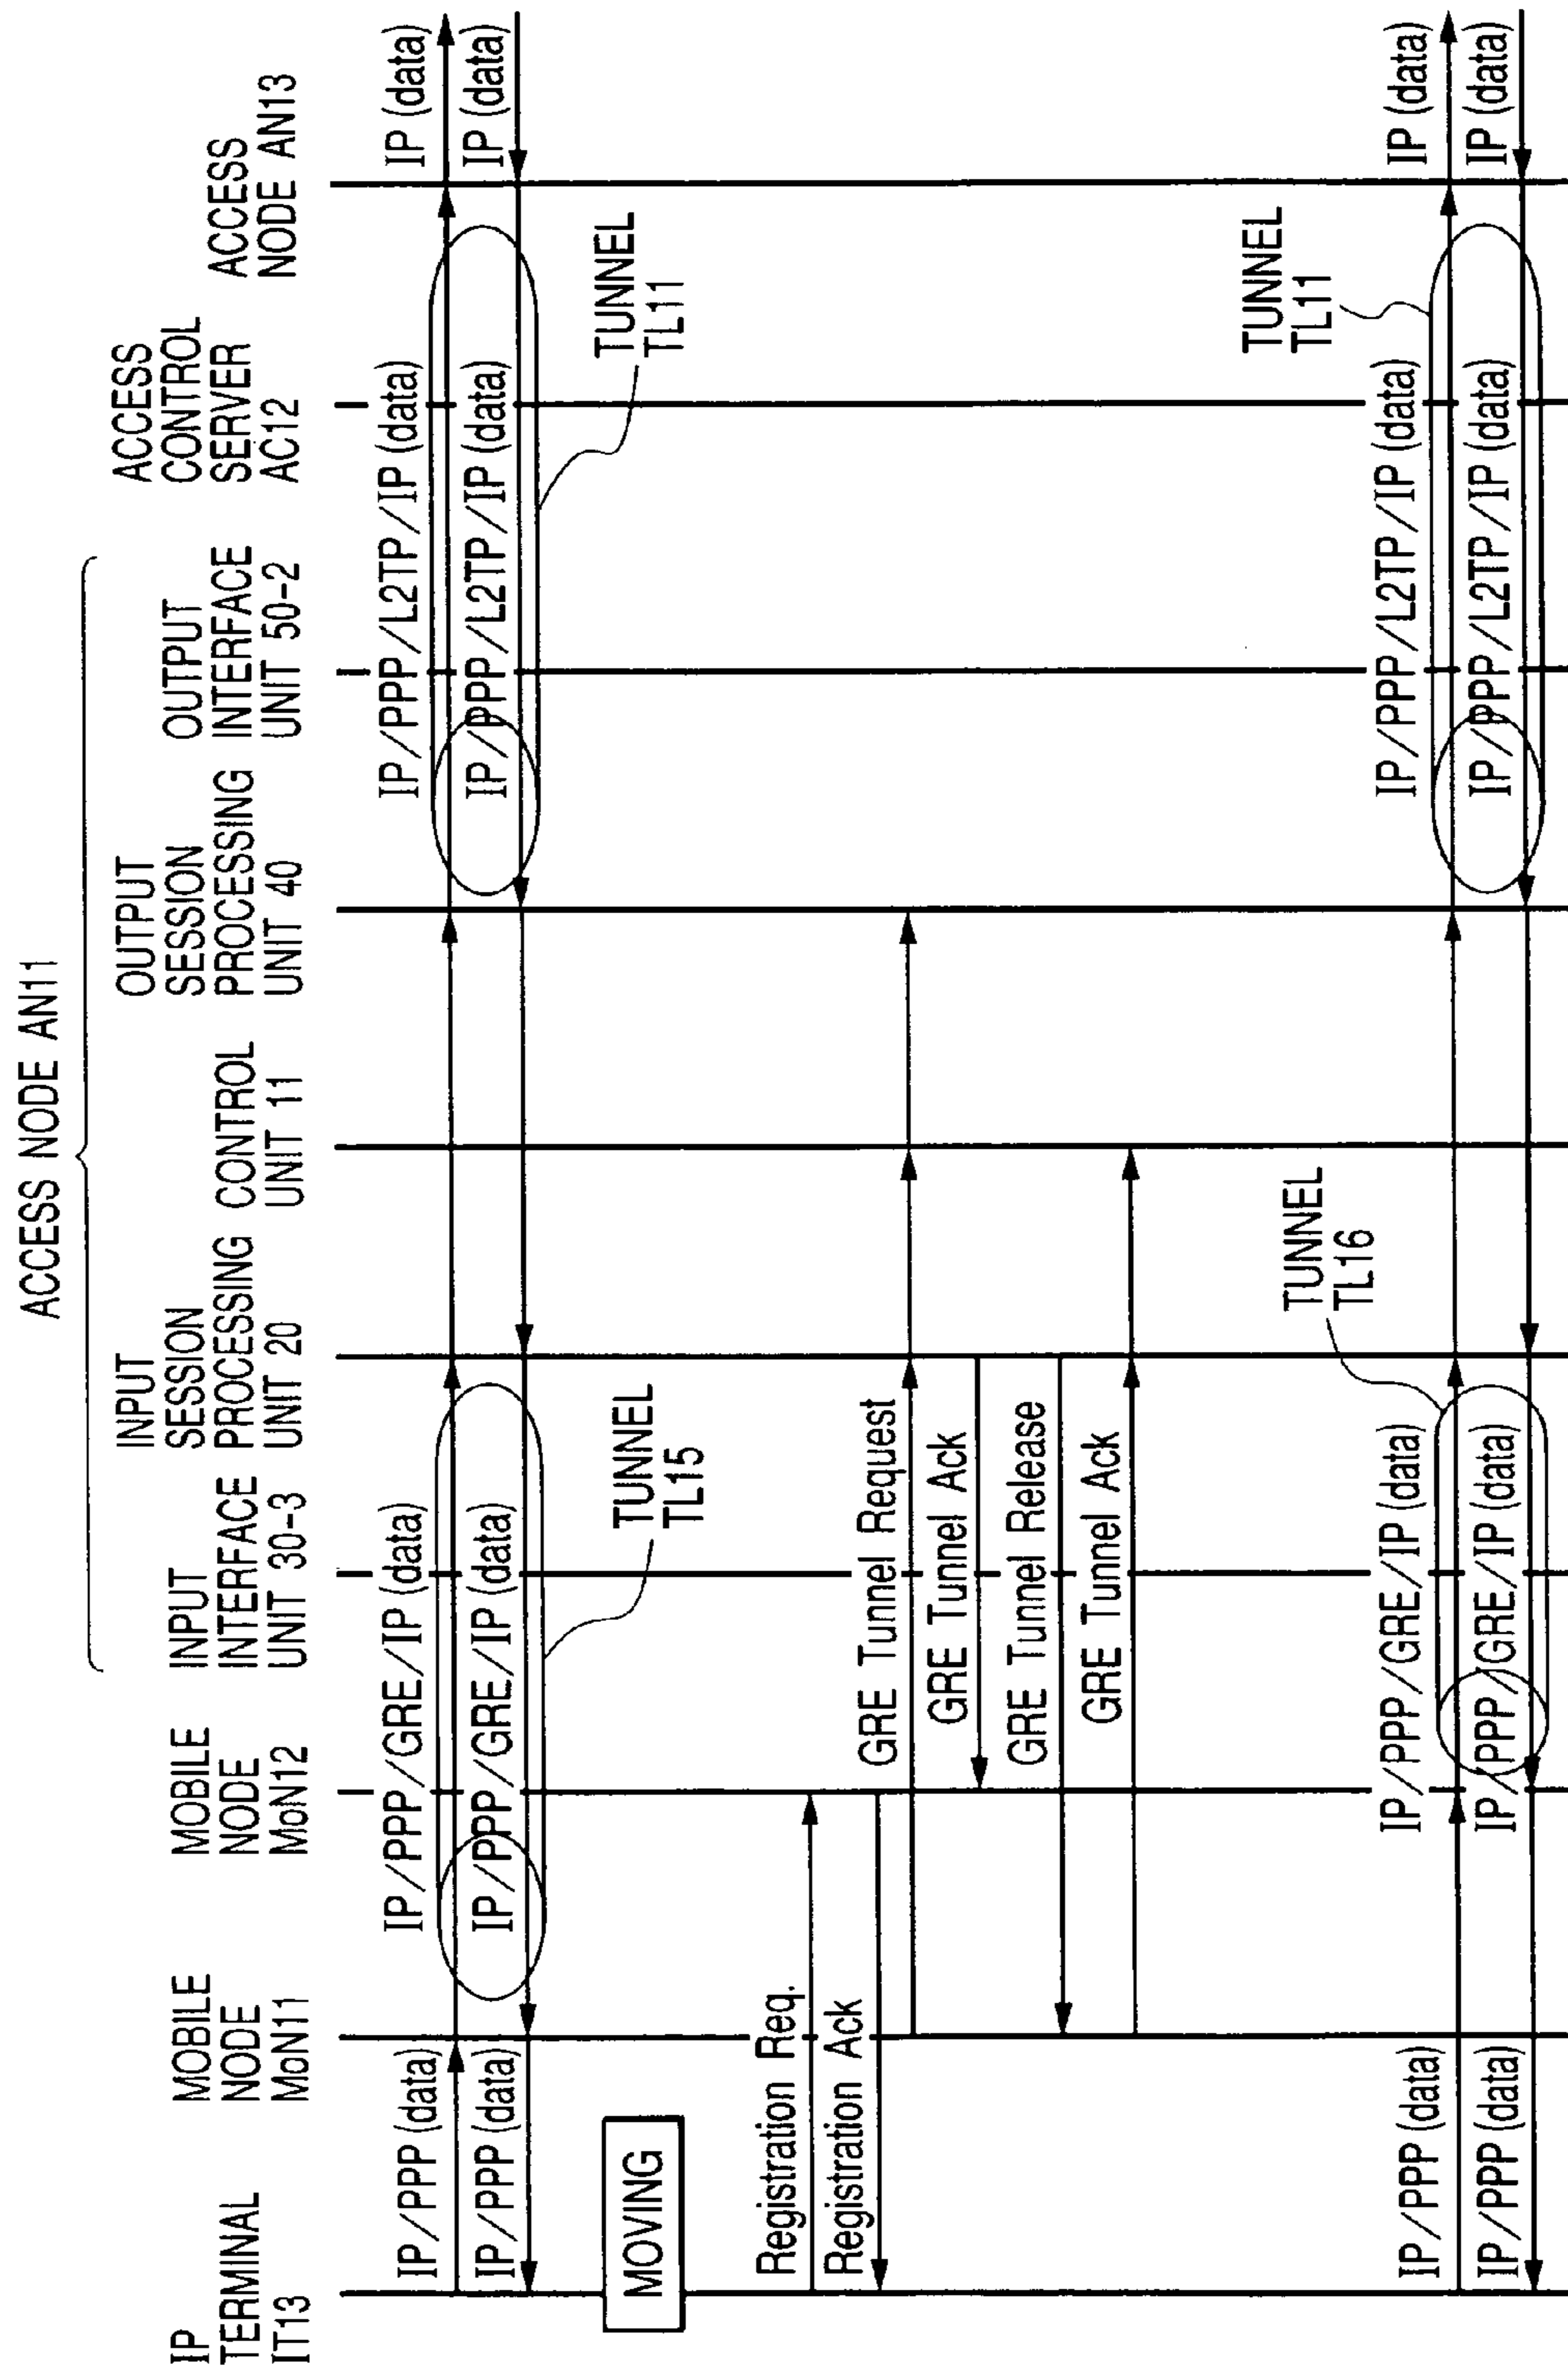 ACCESS NODE AN11
IP
TERMINAL
IT13
MOBILE
NODE
MoN11
MOBILE
NODE
MoN12
INPUT
INTERFACE
UNIT 30-3
INPUT
SESSION
PROCESSING
UNIT 20
CONTROL
UNIT 11
OUTPUT
SESSION
PROCESSING
UNIT 40
OUTPUT
INTERFACE
UNIT 50-2
ACCESS
CONTROL
SERVER
AC12
ACCESS
NODE AN13
IP/PPP (data)
IP/PPP/GRE/IP (data)
IP/PPP/L2TP/IP (data)
IP (data)
IP/PPP (data)
IP/PPP/GRE/IP (data)
IP/PPP/L2TP/IP (data)
IP (data)
MOVING
TUNNEL
TL15
TUNNEL
TL11
Registration Req.
Registration Ack
GRE Tunnel Request
GRE Tunnel Ack
GRE Tunnel Release
GRE Tunnel Ack
TUNNEL
TL16
TUNNEL
TL11
IP/PPP (data)
IP/PPP/GRE/IP (data)
IP/PPP/L2TP/IP (data)
IP (data)
IP/PPP (data)
IP/PPP/GRE/IP (data)
IP/PPP/L2TP/IP (data)
IP (data)